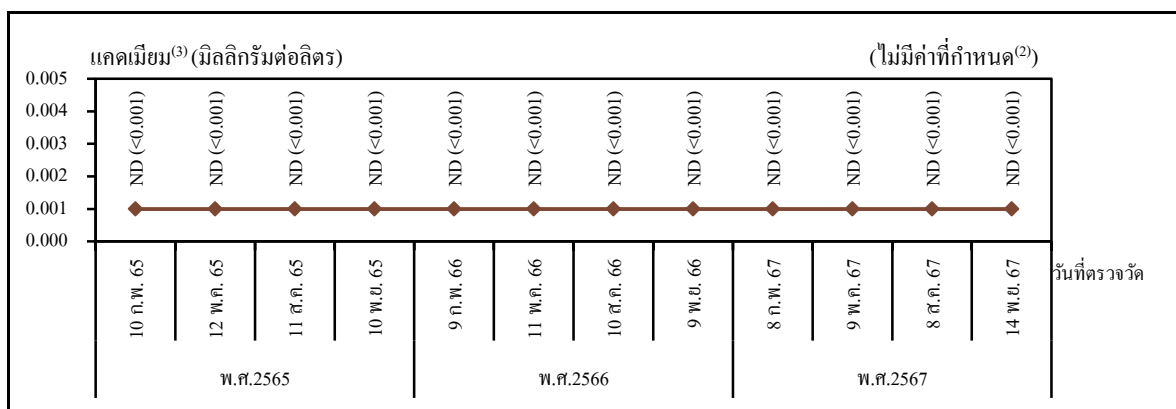 แคดเมียม⁽³⁾ (มิลลิกรัมต่อลิตร) (ไม่มีค่าที่กำหนด⁽²⁾)
0.005
0.004
0.003
0.002
0.001
0.000
ND (<0.001)
ND (<0.001)
ND (<0.001)
ND (<0.001)
ND (<0.001)
ND (<0.001)
ND (<0.001)
ND (<0.001)
ND (<0.001)
ND (<0.001)
ND (<0.001)
ND (<0.001)
10 ก.พ. 65
12 พ.ค. 65
11 ส.ค. 65
10 พ.ย. 65
9 ก.พ. 66
11 พ.ค. 66
10 ส.ค. 66
9 พ.ย. 66
8 ก.พ. 67
9 พ.ค. 67
8 ส.ค. 67
14 พ.ย. 67
วันที่ตรวจวัด
พ.ศ.2565
พ.ศ.2566
พ.ศ.2567